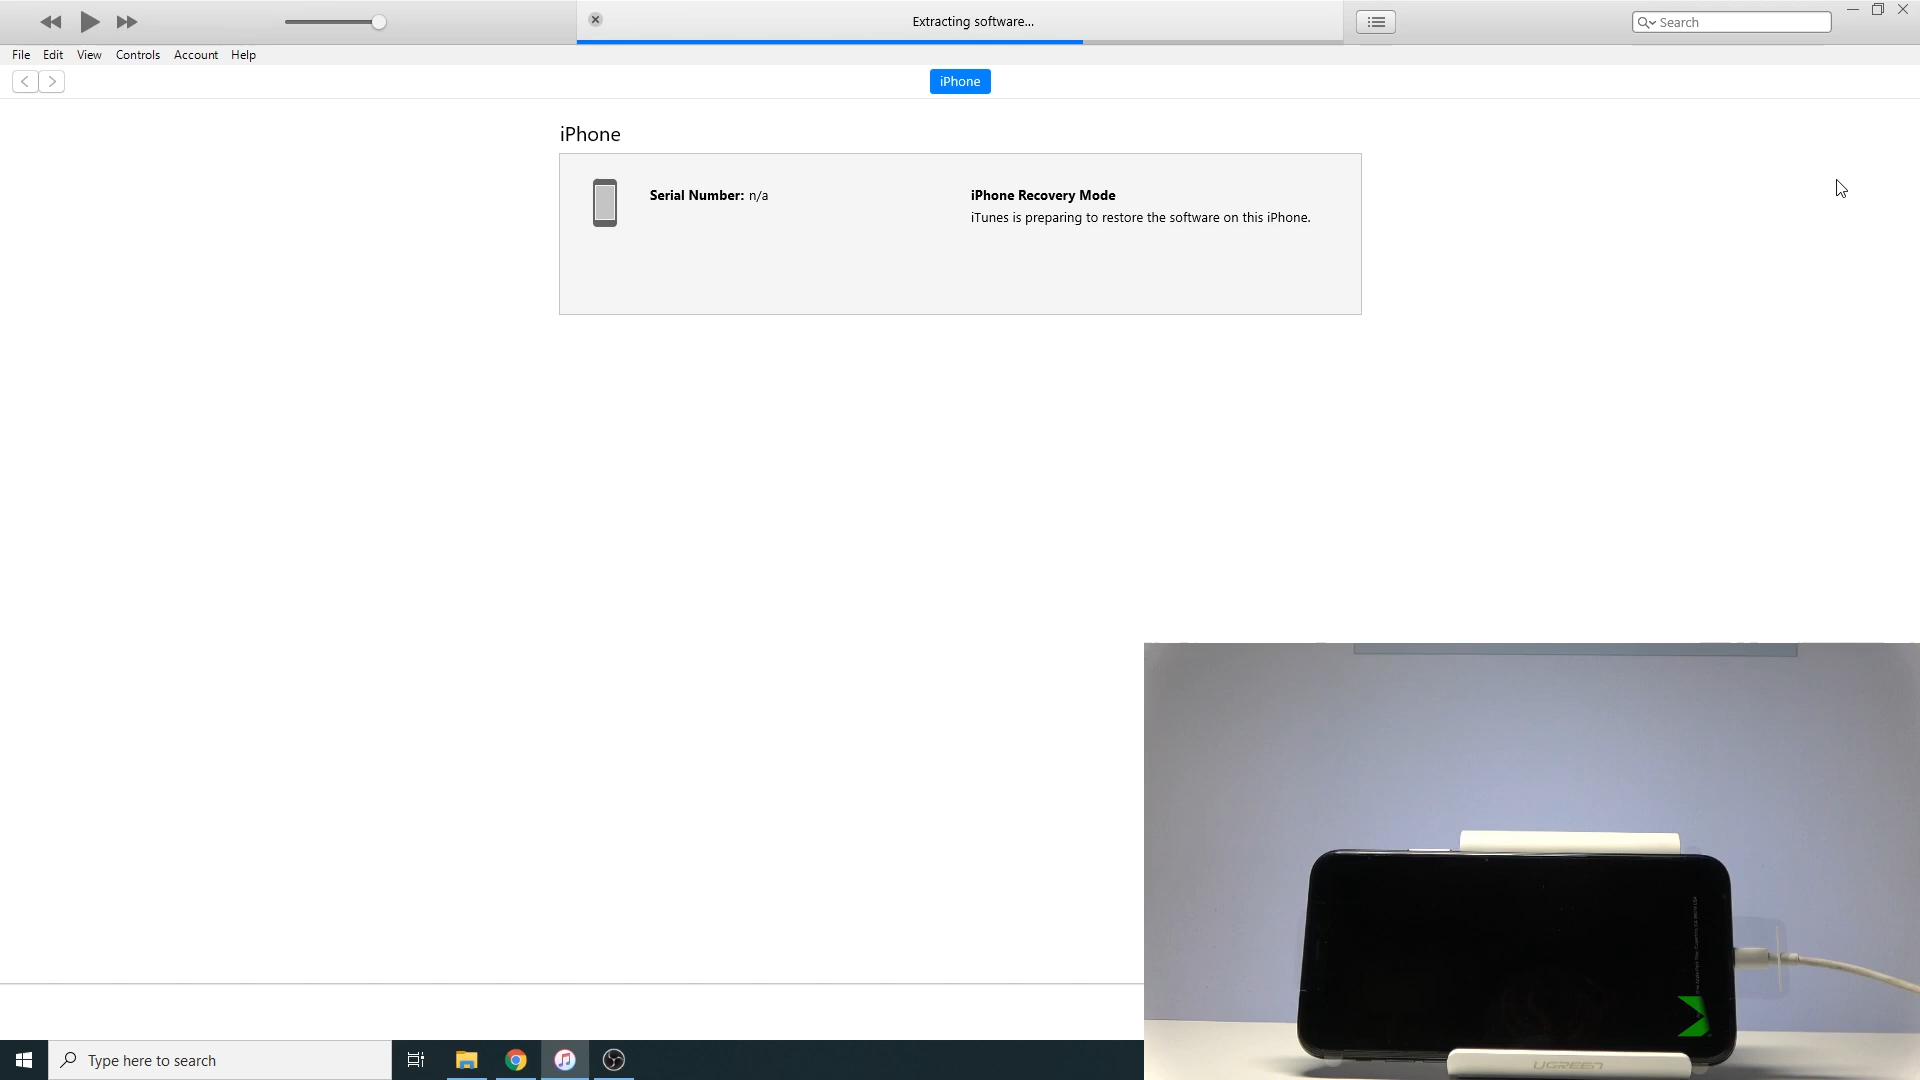 Extracting software...
Search
File Edit View Controls Account Help
iPhone
iPhone
Serial Number: n/a
iPhone Recovery Mode
iTunes is preparing to restore the software on this iPhone.
UGREEN
Type here to search